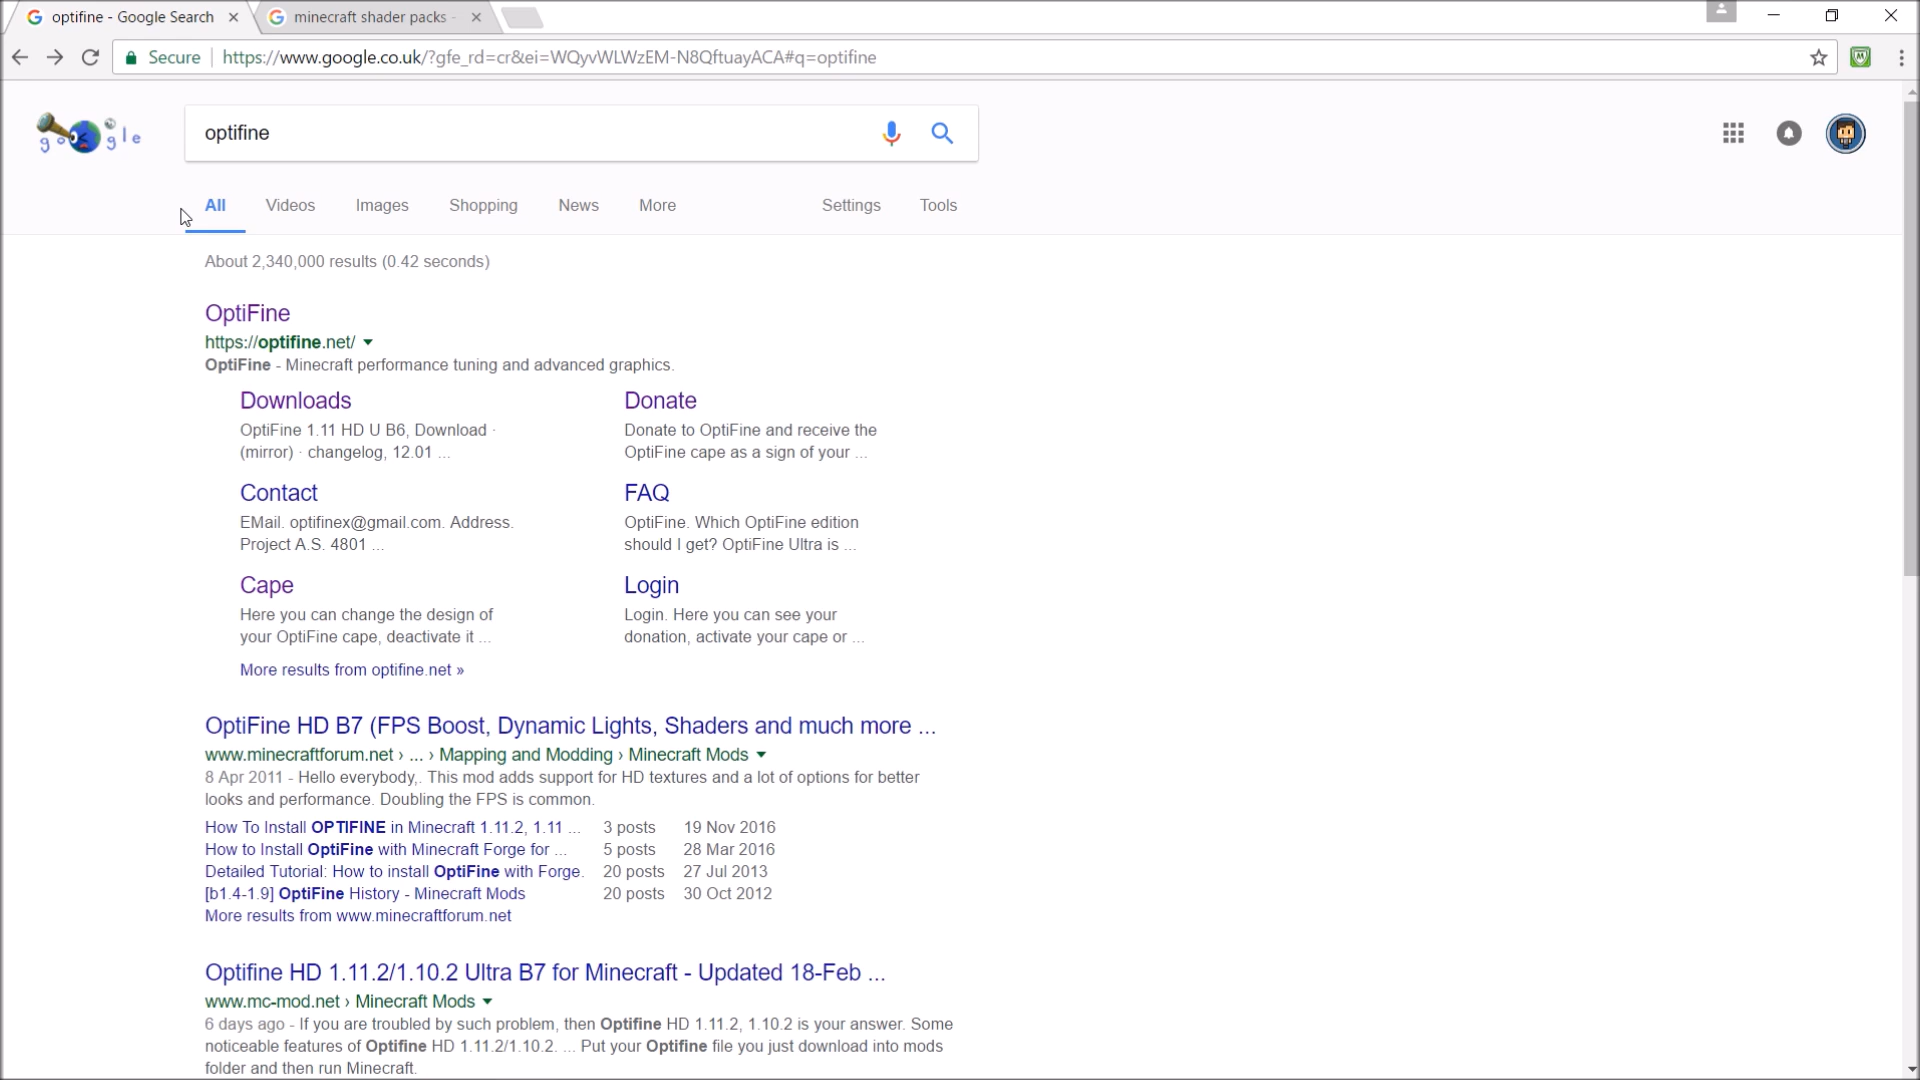 optifine - Google Search
minecraft shader packs -
Secure
https://www.google.co.uk/?gfe_rd=cr&ei=WQyvWLWzEM-N8QftuayACA#q=optifine
google
optifine
All
Videos
Images
Shopping
News
More
Settings
Tools
About 2,340,000 results (0.42 seconds)
OptiFine
https://optifine.net/
OptiFine - Minecraft performance tuning and advanced graphics.
Downloads
OptiFine 1.11 HD U B6, Download ·
(mirror) · changelog, 12.01 ...
Donate
Donate to OptiFine and receive the
OptiFine cape as a sign of your ...
Contact
EMail. optifinex@gmail.com. Address.
Project A.S. 4801 ...
FAQ
OptiFine. Which OptiFine edition
should I get? OptiFine Ultra is ...
Cape
Here you can change the design of
your OptiFine cape, deactivate it ...
Login
Login. Here you can see your
donation, activate your cape or ...
More results from optifine.net »
OptiFine HD B7 (FPS Boost, Dynamic Lights, Shaders and much more ...
www.minecraftforum.net › ... › Mapping and Modding › Minecraft Mods
8 Apr 2011 - Hello everybody,. This mod adds support for HD textures and a lot of options for better
looks and performance. Doubling the FPS is common.
How To Install OPTIFINE in Minecraft 1.11.2, 1.11 ... 3 posts 19 Nov 2016
How to Install OptiFine with Minecraft Forge for ... 5 posts 28 Mar 2016
Detailed Tutorial: How to install OptiFine with Forge. 20 posts 27 Jul 2013
[b1.4-1.9] OptiFine History - Minecraft Mods 20 posts 30 Oct 2012
More results from www.minecraftforum.net
Optifine HD 1.11.2/1.10.2 Ultra B7 for Minecraft - Updated 18-Feb ...
www.mc-mod.net › Minecraft Mods
6 days ago - If you are troubled by such problem, then Optifine HD 1.11.2, 1.10.2 is your answer. Some
noticeable features of Optifine HD 1.11.2/1.10.2. ... Put your Optifine file you just download into mods
folder and then run Minecraft.